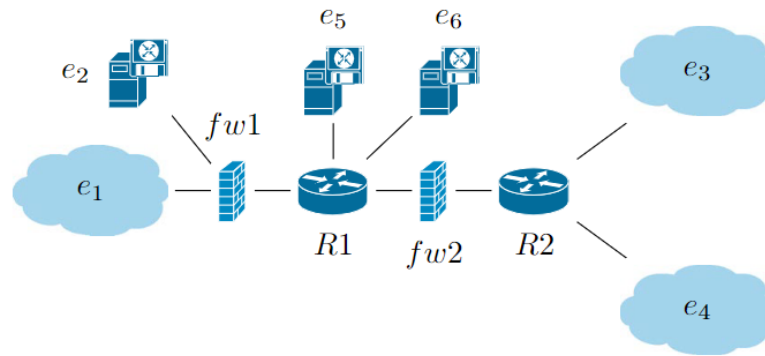 e₅ e₆
e₂ e₃
fw1
e₁
R1 fw2 R2
e₄